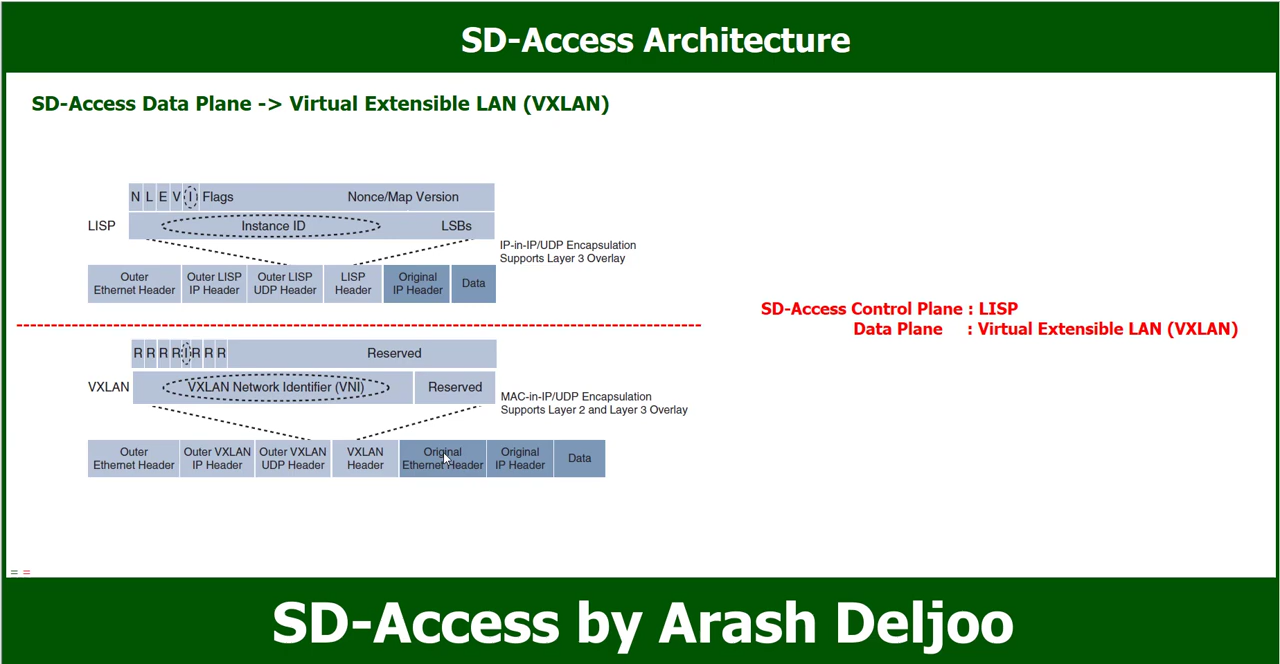 SD-Access Architecture
SD-Access Data Plane -> Virtual Extensible LAN (VXLAN)
N L E V I Flags Nonce/Map Version
LISP Instance ID LSBs
IP-in-IP/UDP Encapsulation
Supports Layer 3 Overlay
Outer Ethernet Header
Outer LISP IP Header
Outer LISP UDP Header
LISP Header
Original IP Header
Data
SD-Access Control Plane : LISP
Data Plane : Virtual Extensible LAN (VXLAN)
R R R R I R R R Reserved
VXLAN VXLAN Network Identifier (VNI) Reserved
MAC-in-IP/UDP Encapsulation
Supports Layer 2 and Layer 3 Overlay
Outer Ethernet Header
Outer VXLAN IP Header
Outer VXLAN UDP Header
VXLAN Header
Original Ethernet Header
Original IP Header
Data
= =
SD-Access by Arash Deljoo